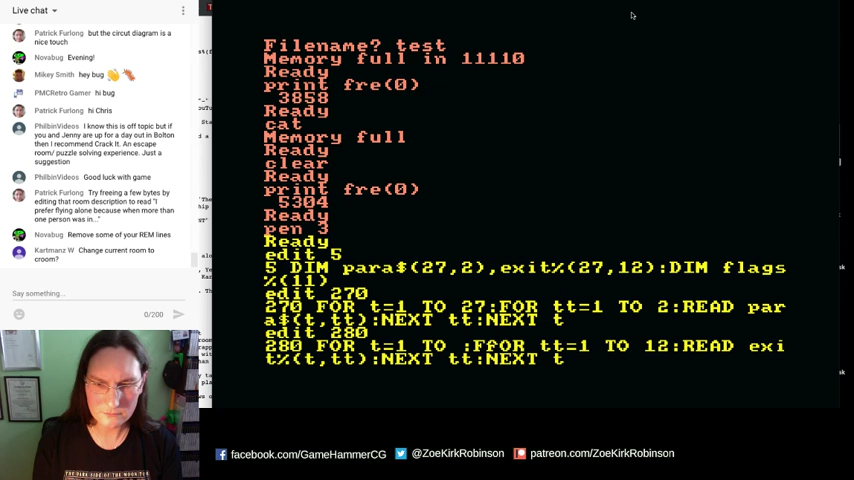 Live chat
Patrick Furlong but the circut diagram is a
nice touch
Novabug Evening!
Mikey Smith hey bug
PMCRetro Gamer hi bug
Patrick Furlong hi Chris
PhilbinVideos I know this is off topic but if
you and Jenny are up for a day out in Bolton
then I recommend Crack It. An escape
room/ puzzle solving experience. Just a
suggestion
PhilbinVideos Good luck with game
Patrick Furlong Try freeing a few bytes by
editing that room description to read "I
prefer flying alone because when more than
one person was in..."
Novabug Remove some of your REM lines
Kartmanz W Change current room to
croom?
Say something...
0/200
Filename? test
Memory full in 11110
Ready
print fre(0)
3858
Ready
cat
Memory full
Ready
clear
Ready
print fre(0)
5304
Ready
pen 3
Ready
edit 5
5 DIM para$(27,2),exit%(27,12):DIM flags
%(11)
edit 270
270 FOR t=1 TO 27:FOR tt=1 TO 2:READ par
a$(t,tt):NEXT tt:NEXT t
edit 280
280 FOR t=1 TO :FfOR tt=1 TO 12:READ exi
t%(t,tt):NEXT tt:NEXT t
facebook.com/GameHammerCG @ZoeKirkRobinson patreon.com/ZoeKirkRobinson